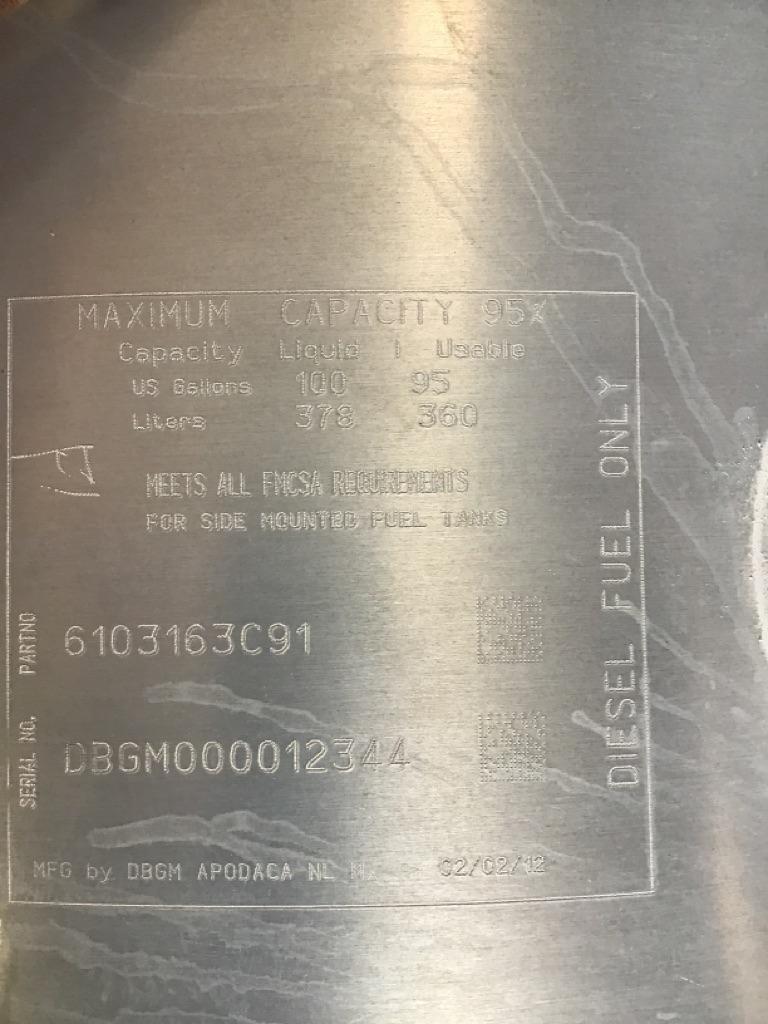 MAXIMUM CAPACITY 95%
Capacity Liquid | Usable
US Gallons 100 95
Liters 378 360
MEETS ALL FMCSA REQUIREMENTS
FOR SIDE MOUNTED FUEL TANKS
DIESEL FUEL ONLY
PARTNO 6103163C91
SERIAL NO. DBGM000012344
MFG by DBGM APODACA NL MX 02/02/12